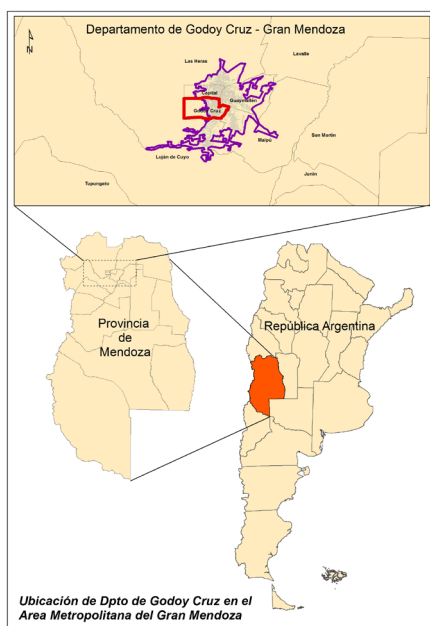 Departamento de Godoy Cruz - Gran Mendoza
N
Lavalle
Las Heras
Capital
Guaymallén
Godoy Cruz
San Martín
Maipú
Luján de Cuyo
Junín
Tupungato
Provincia
de
Mendoza
República Argentina
Ubicación de Dpto de Godoy Cruz en el
Area Metropolitana del Gran Mendoza